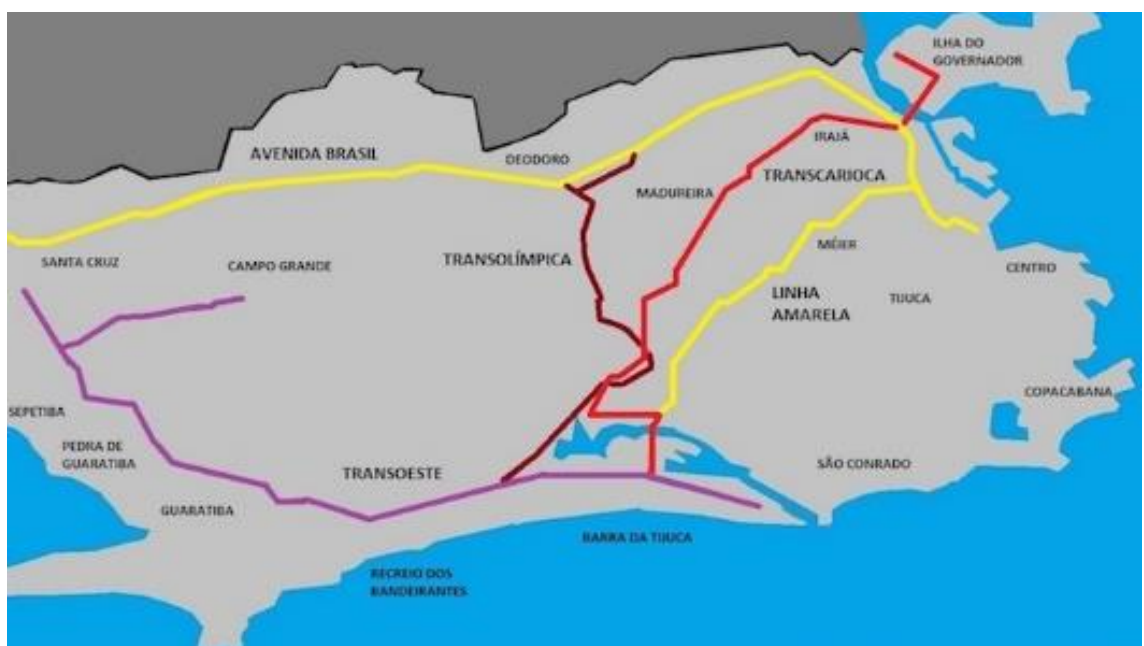 ILHA DO
GOVERNADOR
IRAJÁ
AVENIDA BRASIL
DEODORO
TRANSCARIOCA
MADUREIRA
MÉIER
SANTA CRUZ
CAMPO GRANDE
TRANSOLÍMPICA
CENTRO
LINHA
AMARELA
TIJUCA
COPACABANA
SEPETIBA
PEDRA DE
GUARATIBA
TRANSOESTE
SÃO CONRADO
GUARATIBA
BARRA DA TIJUCA
RECREIO DOS
BANDEIRANTES